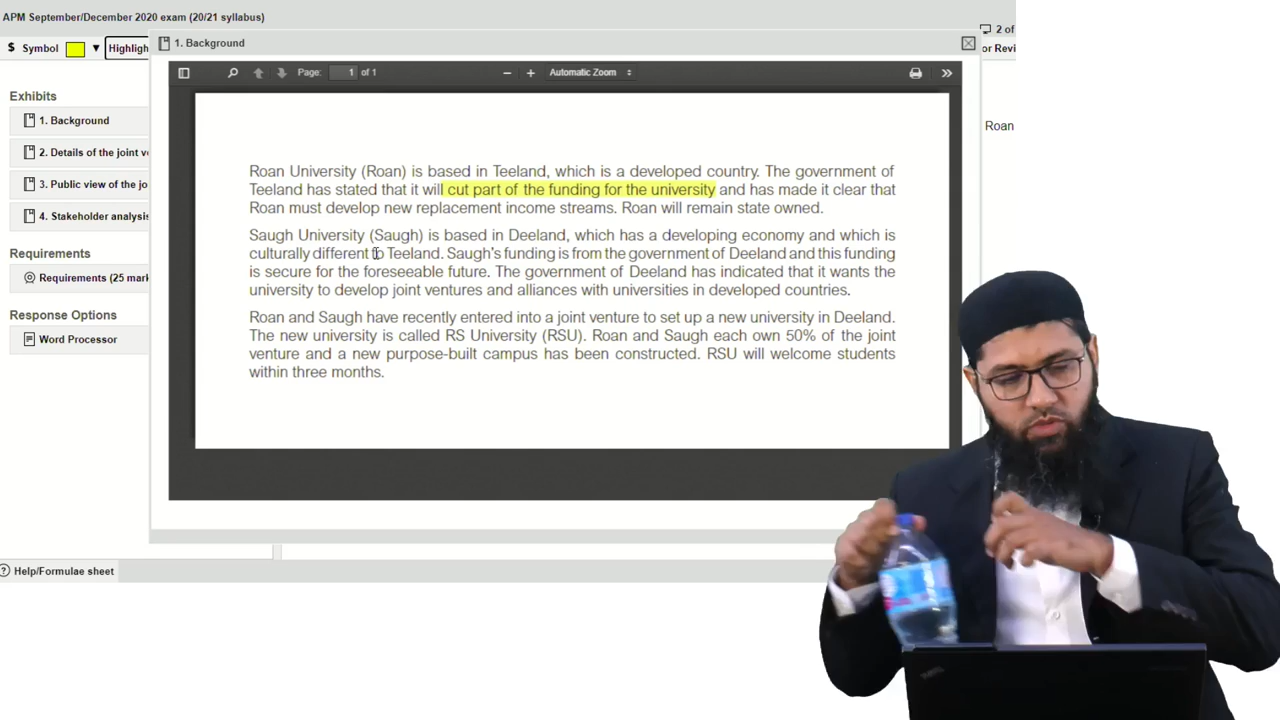 APM September/December 2020 exam (20/21 syllabus)
2 of
$ Symbol
Highligh
1. Background
or Revi
Page: 1 of 1
Automatic Zoom
Exhibits
1. Background
2. Details of the joint v
3. Public view of the jo
4. Stakeholder analysis
Requirements
Requirements (25 mark
Response Options
Word Processor
Roan
Roan University (Roan) is based in Teeland, which is a developed country. The government of
Teeland has stated that it will cut part of the funding for the university and has made it clear that
Roan must develop new replacement income streams. Roan will remain state owned.
Saugh University (Saugh) is based in Deeland, which has a developing economy and which is
culturally different to Teeland. Saugh's funding is from the government of Deeland and this funding
is secure for the foreseeable future. The government of Deeland has indicated that it wants the
university to develop joint ventures and alliances with universities in developed countries.
Roan and Saugh have recently entered into a joint venture to set up a new university in Deeland.
The new university is called RS University (RSU). Roan and Saugh each own 50% of the joint
venture and a new purpose-built campus has been constructed. RSU will welcome students
within three months.
Help/Formulae sheet